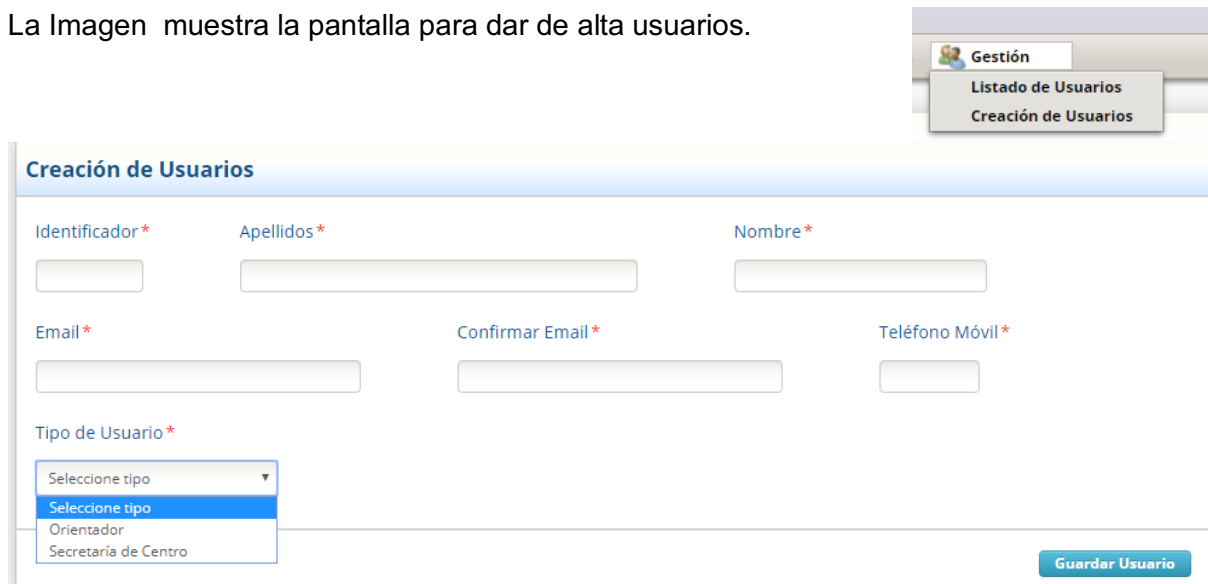 La Imagen muestra la pantalla para dar de alta usuarios.
Gestión
Listado de Usuarios
Creación de Usuarios
Creación de Usuarios
Identificador* Apellidos* Nombre*
Email* Confirmar Email* Teléfono Móvil*
Tipo de Usuario*
Seleccione tipo
Seleccione tipo
Orientador
Secretaría de Centro
Guardar Usuario